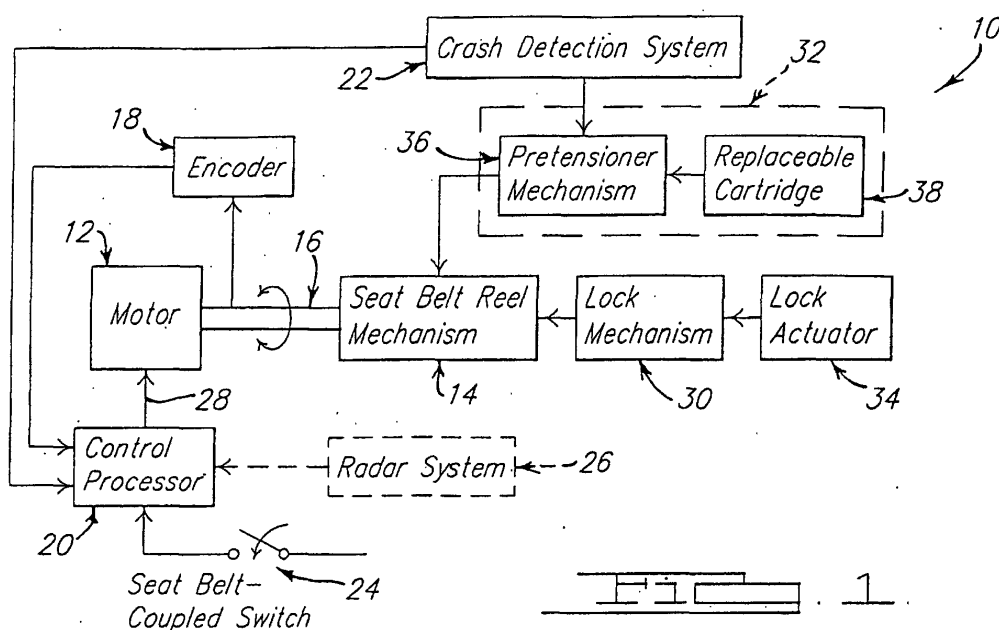 Crash Detection System
10
22
32
18
Encoder
36
Pretensioner
Mechanism
Replaceable
Cartridge
38
12
Motor
16
Seat Belt Reel
Mechanism
Lock
Mechanism
Lock
Actuator
14
30
34
28
Control
Processor
Radar System
26
20
24
Seat Belt-
Coupled Switch
FIG. 1